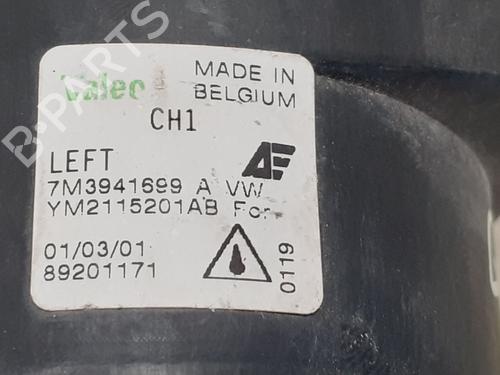 Valeo
MADE IN
BELGIUM
CH1
LEFT
7M3941699 A VW
YM2115201AB For
01/03/01
89201171
0119
B-PARTS